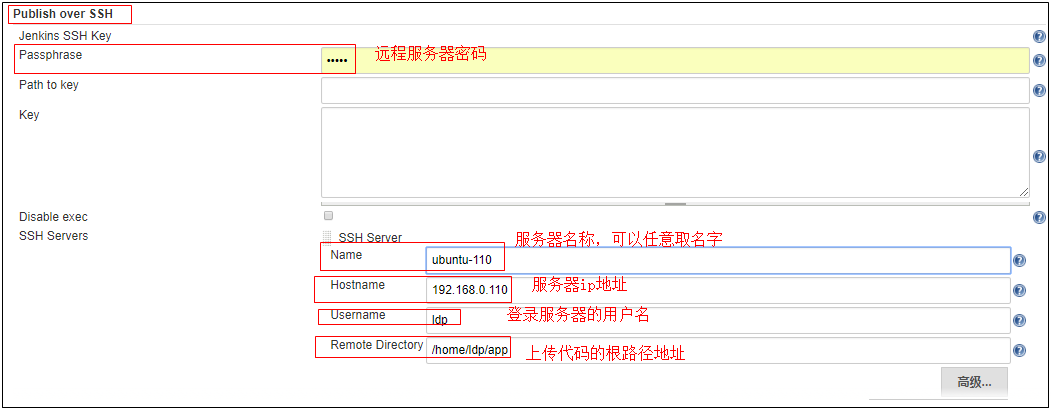 Publish over SSH
Jenkins SSH Key
Passphrase ••••• 远程服务器密码
Path to key
Key
Disable exec
SSH Servers
SSH Server 服务器名称，可以任意取名字
Name ubuntu-110
Hostname 192.168.0.110 服务器ip地址
Username ldp 登录服务器的用户名
Remote Directory /home/ldp/app 上传代码的根路径地址
高级...